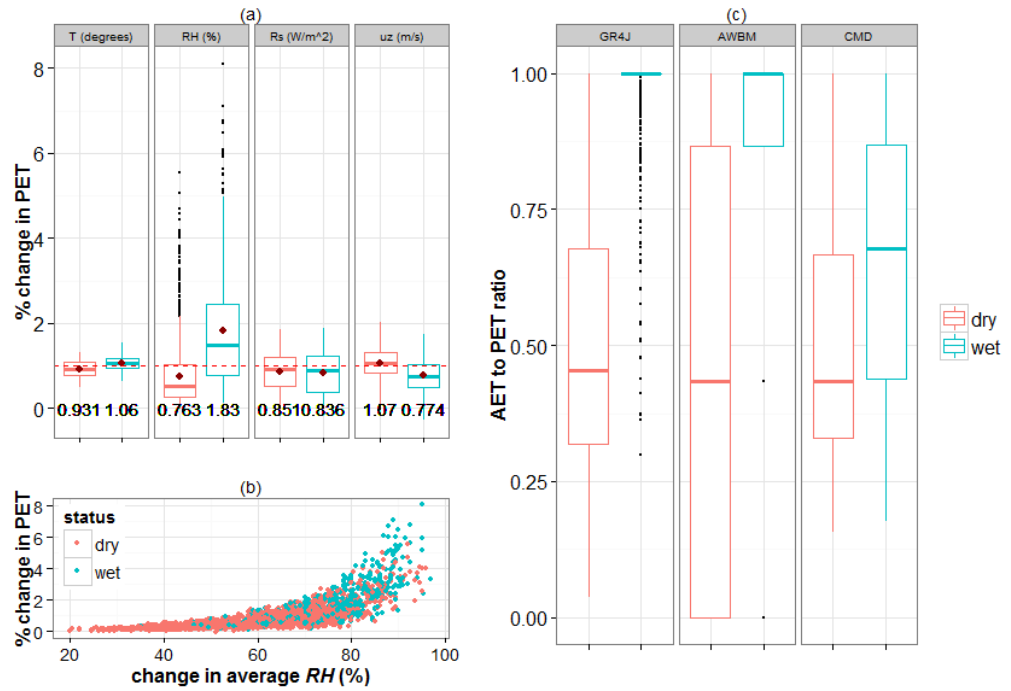 (a)
T (degrees) RH (%) Rs (W/m^2) uz (m/s)
% change in PET
8
6
4
2
0
0.931 1.06 0.763 1.83 0.851 0.836 1.07 0.774
(b)
% change in PET
8
6
4
2
0
status
dry
wet
20 40 60 80 100
change in average RH (%)
(c)
GR4J AWBM CMD
AET to PET ratio
1.00
0.75
0.50
0.25
0.00
dry
wet